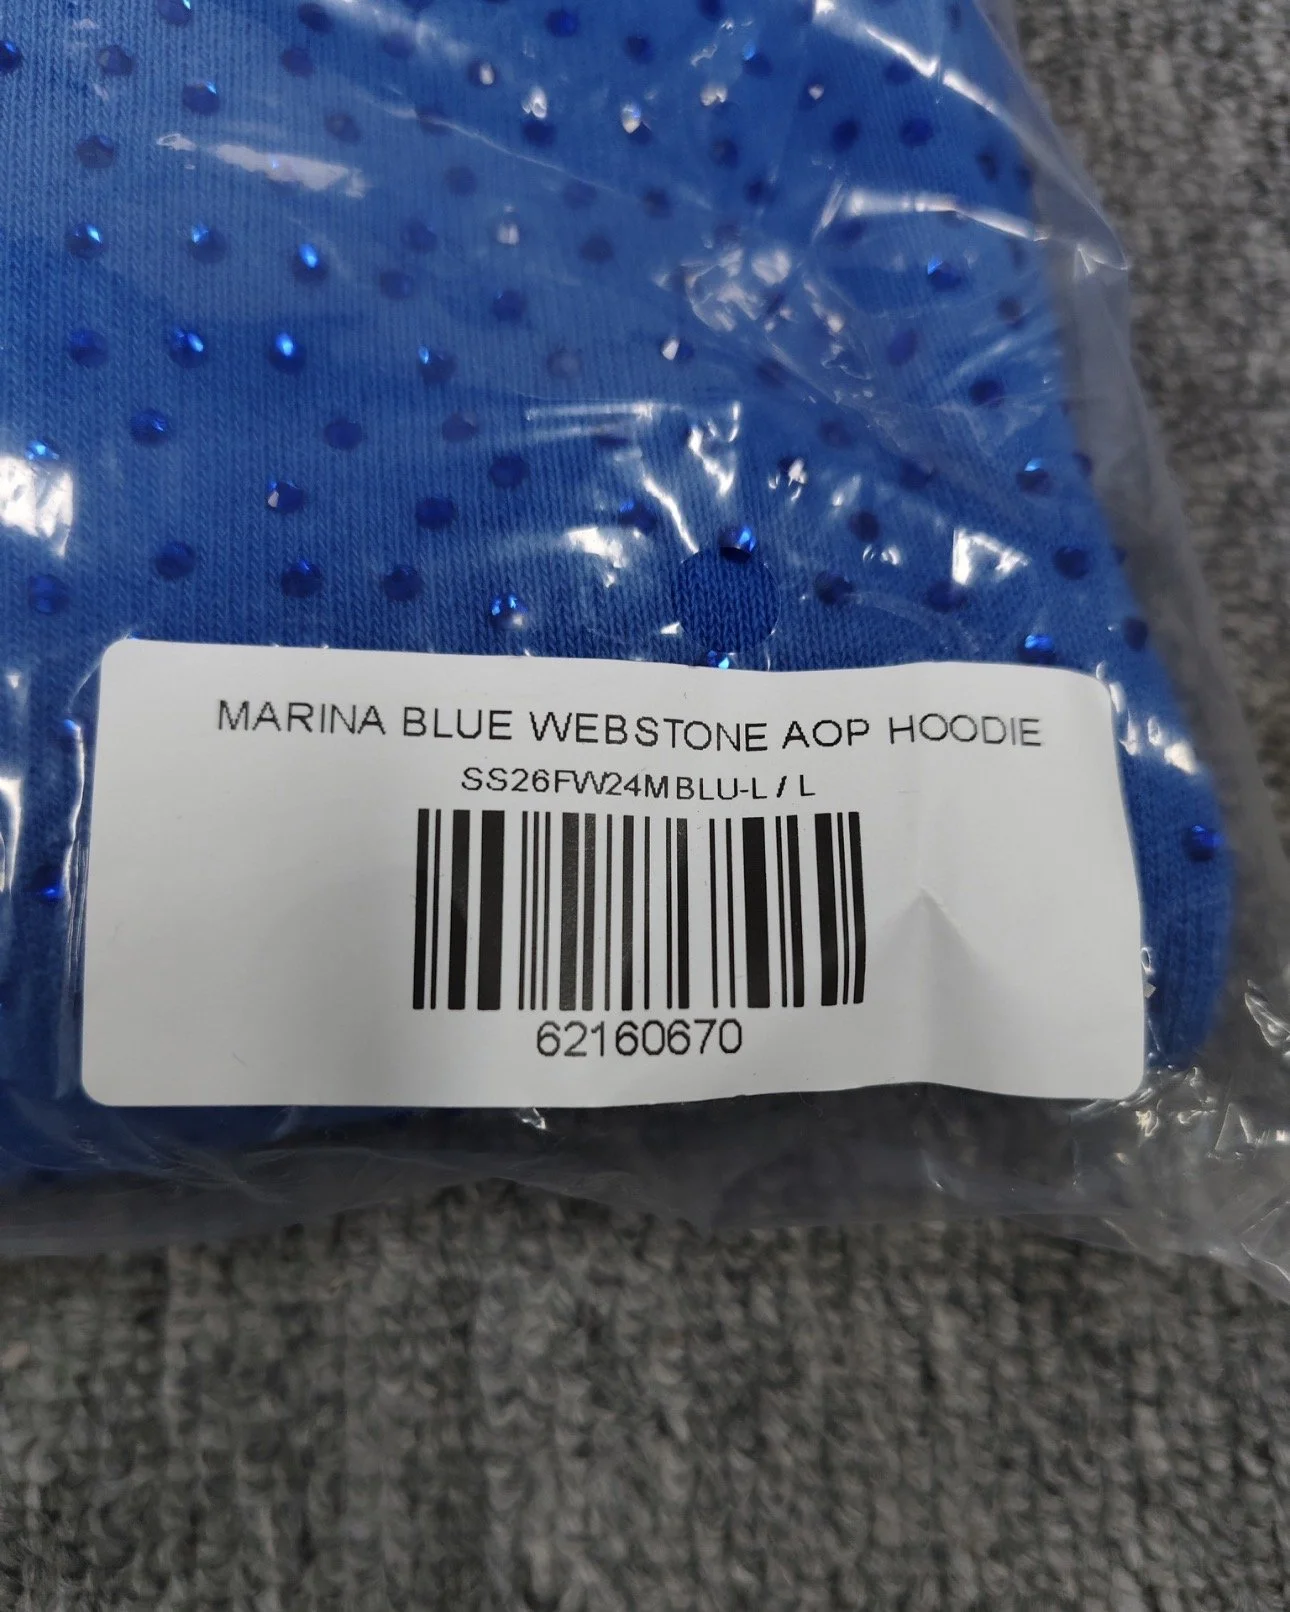 MARINA BLUE WEBSTONE AOP HOODIE
SS26FW24MBLU-L / L
62160670